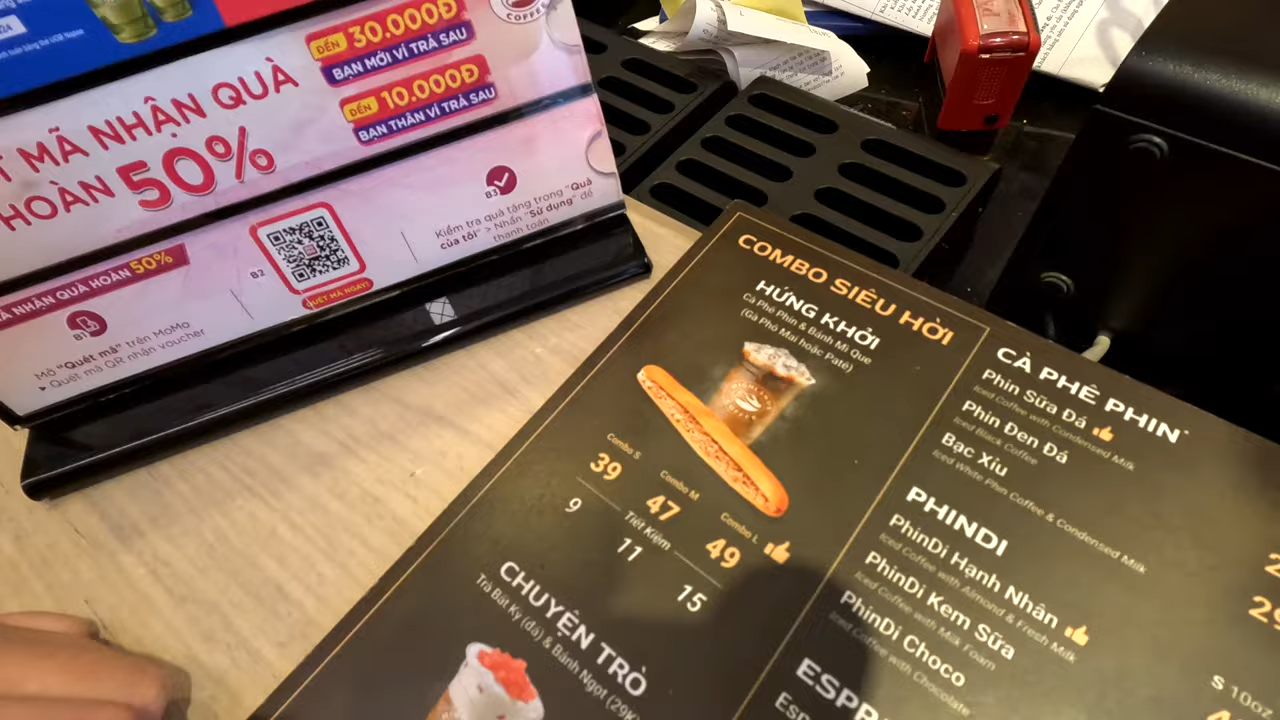 ĐẾN 30.000Đ
BẠN MỚI VÍ TRẢ SAU
ĐẾN 10.000Đ
BẠN THÂN VÍ TRẢ SAU
COFFEE
MÃ NHẬN QUÀ
HOÀN 50%
NHẬN QUÀ HOÀN 50%
B1
Mở "Quét mã" trên MoMo
Quét mã QR nhận voucher
B2
QUÉT MÃ NGAY!
B3
Kiểm tra quà tặng trong "Quà
của tôi" > Nhấn "Sử dụng" để
thanh toán
COMBO SIÊU HỜI
HỨNG KHỞI
Cà Phê Phin & Bánh Mì Que
(Gà Phô Mai hoặc Patê)
HIGHLANDS
COFFEE
Combo S
39
Combo M
47
Combo L
49
Tiết Kiệm
9
11
15
CHUYỆN TRÒ
Trà Bất Kỳ (đá) & Bánh Ngọt (29K
CÀ PHÊ PHIN
Phin Sữa Đá
Iced Coffee with Condensed Milk
Phin Đen Đá
Iced Black Coffee
Bạc Xíu
Iced White Phin Coffee & Condensed Milk
PHINDI
PhinDi Hạnh Nhân
Iced Coffee with Almond & Fresh Milk
PhinDi Kem Sữa
Iced Coffee with Milk Foam
PhinDi Choco
Iced Coffee with Chocolate
S 10oz